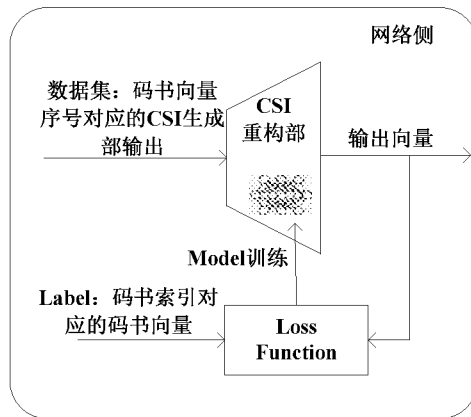 网络侧
数据集：码书向量
序号对应的CSI生成
部输出
CSI
重构部
输出向量
Model训练
Label：码书索引对
应的码书向量
Loss
Function